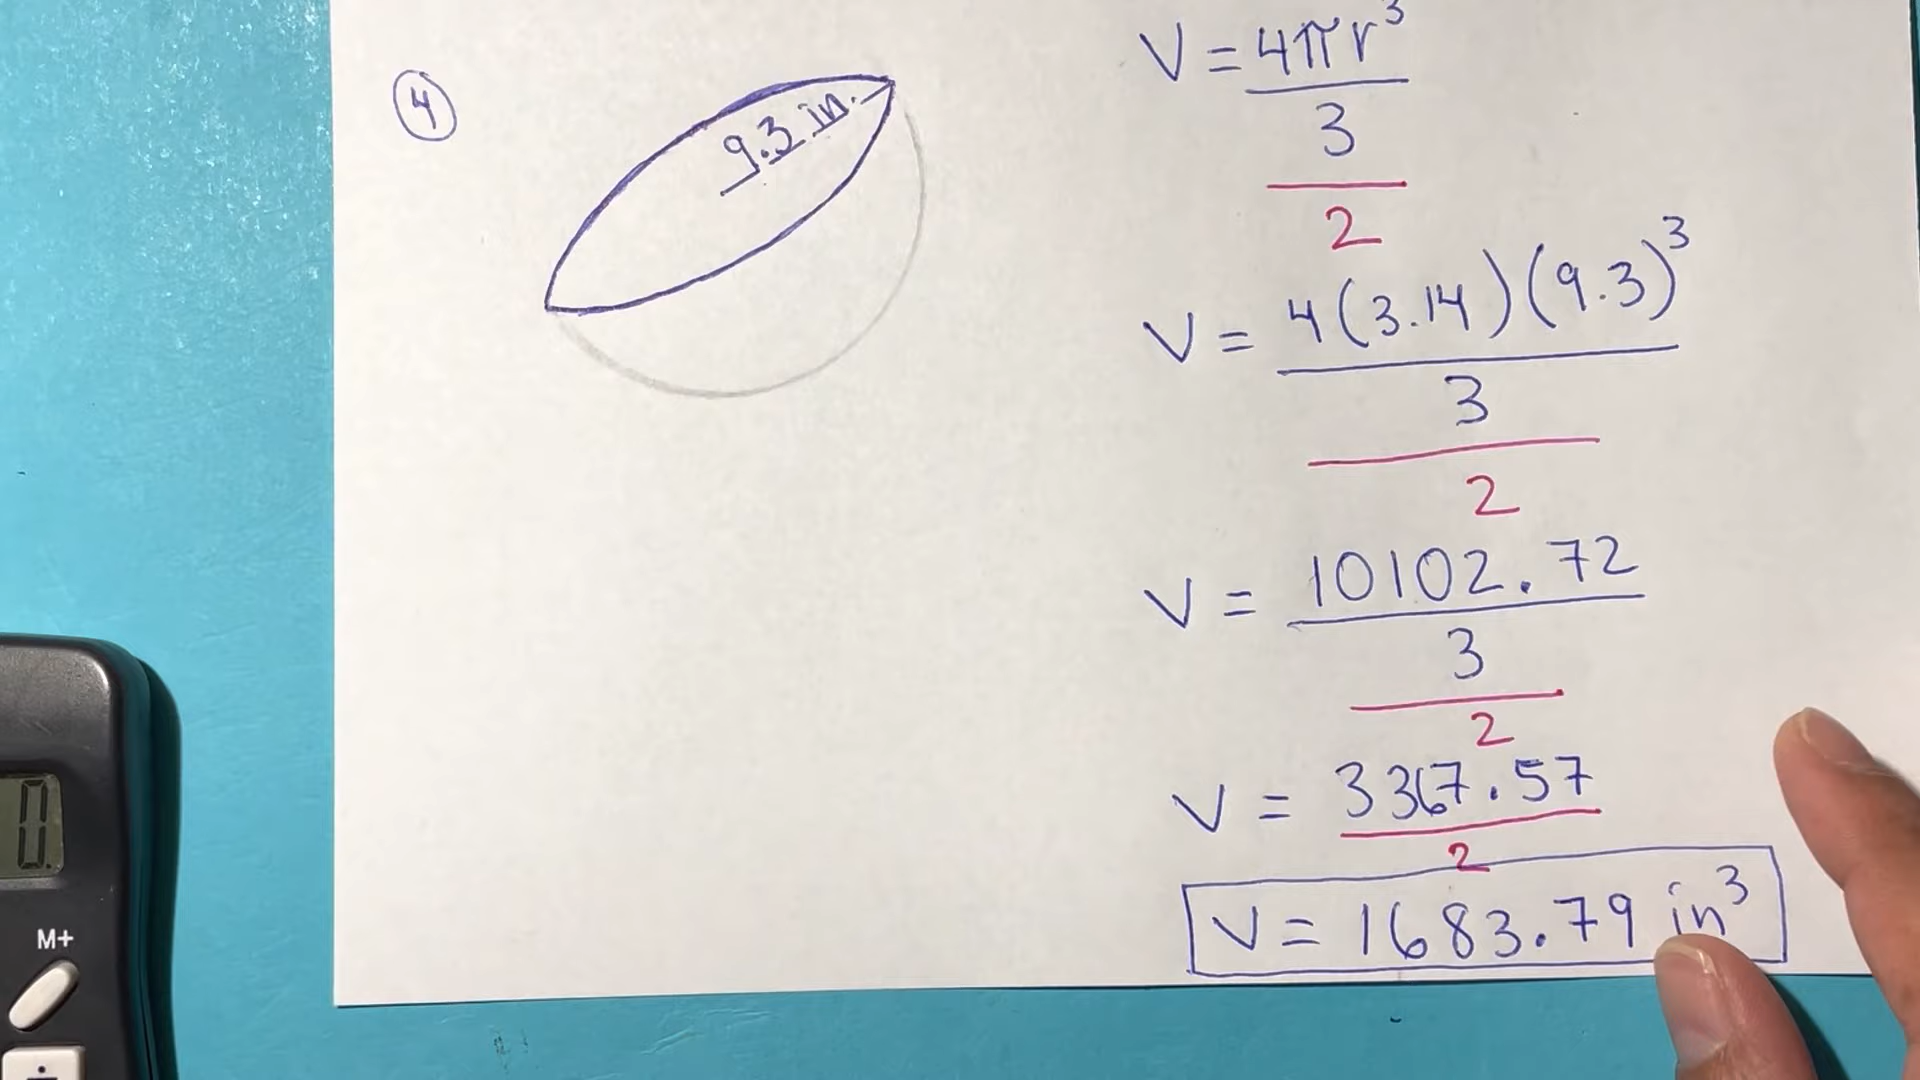 4
9.3 in.
V = 4πr³
3
2
V = 4(3.14)(9.3)³
3
2
V = 10102.72
3
2
V = 3367.57
2
V = 1683.79 in³
0.
M+
÷